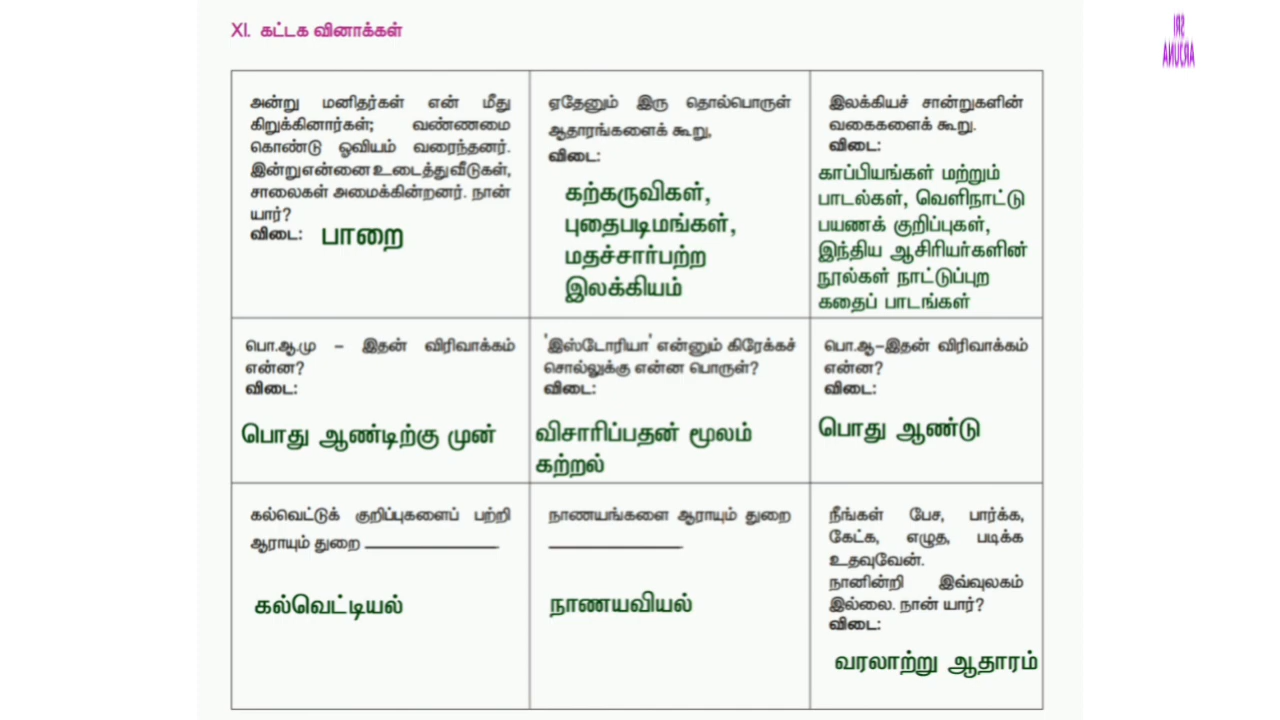 XI. கட்டக வினாக்கள்
SRI
ARJUNA
அன்று மனிதர்கள் என் மீது
கிறுக்கினார்கள்; வண்ணமை
கொண்டு ஓவியம் வரைந்தனர்.
இன்று என்னை உடைத்து வீடுகள்,
சாலைகள் அமைக்கின்றனர். நான்
யார்?
விடை: பாறை
ஏதேனும் இரு தொல்பொருள்
ஆதாரங்களைக் கூறு,
விடை:
கற்கருவிகள்,
புதைபடிமங்கள்,
மதச்சார்பற்ற
இலக்கியம்
இலக்கியச் சான்றுகளின்
வகைகளைக் கூறு.
விடை:
காப்பியங்கள் மற்றும்
பாடல்கள், வெளிநாட்டு
பயணக் குறிப்புகள்,
இந்திய ஆசிரியர்களின்
நூல்கள் நாட்டுப்புற
கதைப் பாடங்கள்
பொ.ஆ.மு – இதன் விரிவாக்கம்
என்ன?
விடை:
பொது ஆண்டிற்கு முன்
'இஸ்டோரியா' என்னும் கிரேக்கச்
சொல்லுக்கு என்ன பொருள்?
விடை:
விசாரிப்பதன் மூலம்
கற்றல்
பொ.ஆ–இதன் விரிவாக்கம்
என்ன?
விடை:
பொது ஆண்டு
கல்வெட்டுக் குறிப்புகளைப் பற்றி
ஆராயும் துறை ____________
கல்வெட்டியல்
நாணயங்களை ஆராயும் துறை
____________
நாணயவியல்
நீங்கள் பேச, பார்க்க,
கேட்க, எழுத, படிக்க
உதவுவேன்.
நானின்றி இவ்வுலகம்
இல்லை. நான் யார்?
விடை:
வரலாற்று ஆதாரம்